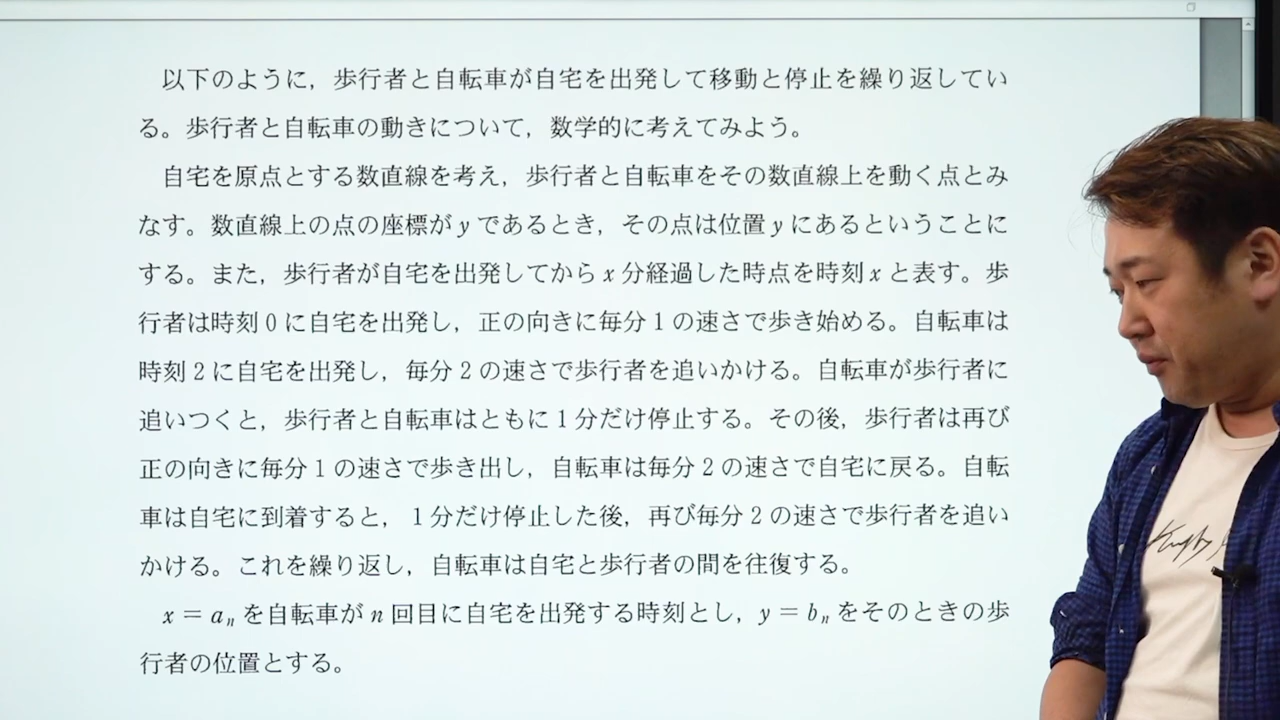 以下のように，歩行者と自転車が自宅を出発して移動と停止を繰り返してい
る。歩行者と自転車の動きについて，数学的に考えてみよう。
自宅を原点とする数直線を考え，歩行者と自転車をその数直線上を動く点とみ
なす。数直線上の点の座標が y であるとき，その点は位置 y にあるということに
する。また，歩行者が自宅を出発してから x 分経過した時点を時刻 x と表す。歩
行者は時刻 0 に自宅を出発し，正の向きに毎分 1 の速さで歩き始める。自転車は
時刻 2 に自宅を出発し，毎分 2 の速さで歩行者を追いかける。自転車が歩行者に
追いつくと，歩行者と自転車はともに 1 分だけ停止する。その後，歩行者は再び
正の向きに毎分 1 の速さで歩き出し，自転車は毎分 2 の速さで自宅に戻る。自転
車は自宅に到着すると，1 分だけ停止した後，再び毎分 2 の速さで歩行者を追い
かける。これを繰り返し，自転車は自宅と歩行者の間を往復する。
x = aₙ を自転車が n 回目に自宅を出発する時刻とし，y = bₙ をそのときの歩
行者の位置とする。